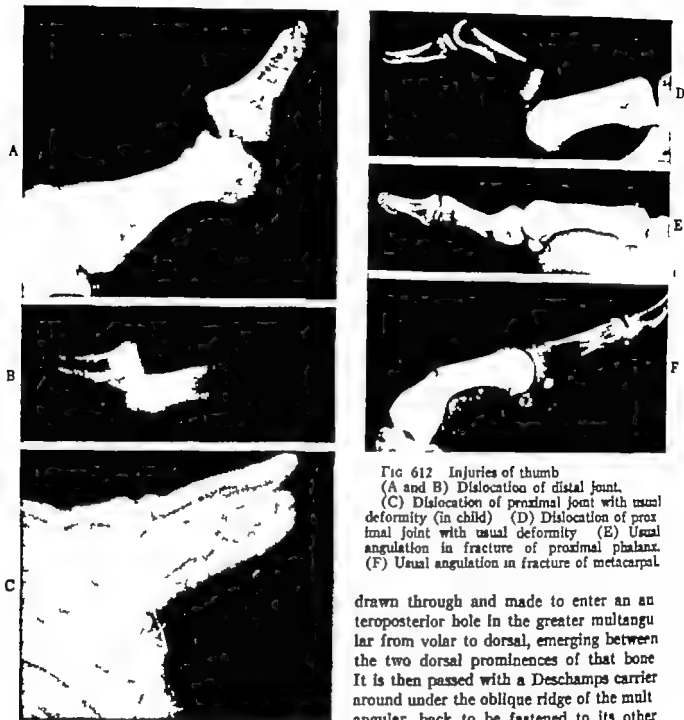 A
B
C
D
E
F
FIG 612 Injuries of thumb
(A and B) Dislocation of distal joint.
(C) Dislocation of proximal joint with usual
deformity (in child) (D) Dislocation of prox
imal joint with usual deformity (E) Usual
angulation in fracture of proximal phalanx.
(F) Usual angulation in fracture of metacarpal
drawn through and made to enter an an
teroposterior hole in the greater multangu
lar from volar to dorsal, emerging between
the two dorsal prominences of that bone
It is then passed with a Deschamps carrier
around under the oblique ridge of the mult
angular, back to be fastened to its other